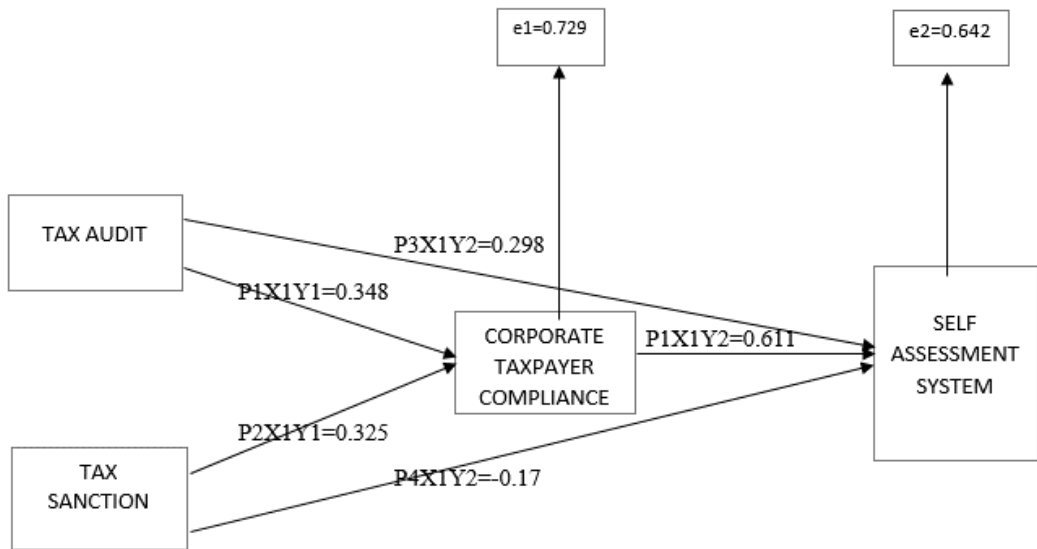 e1=0.729
e2=0.642
TAX AUDIT
P3X1Y2=0.298
P1X1Y1=0.348
CORPORATE
TAXPAYER
COMPLIANCE
P1X1Y2=0.611
SELF
ASSESSMENT
SYSTEM
P2X1Y1=0.325
TAX
SANCTION
P4X1Y2=-0.17